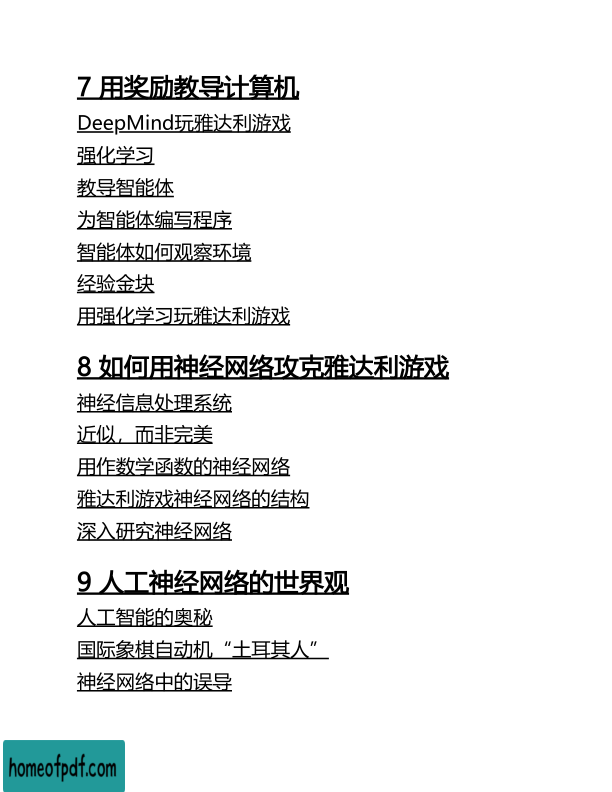 7 用奖励教导计算机
DeepMind玩雅达利游戏
强化学习
教导智能体
为智能体编写程序
智能体如何观察环境
经验金块
用强化学习玩雅达利游戏
8 如何用神经网络攻克雅达利游戏
神经信息处理系统
近似，而非完美
用作数学函数的神经网络
雅达利游戏神经网络的结构
深入研究神经网络
9 人工神经网络的世界观
人工智能的奥秘
国际象棋自动机“土耳其人”
神经网络中的误导
homeofpdf.com